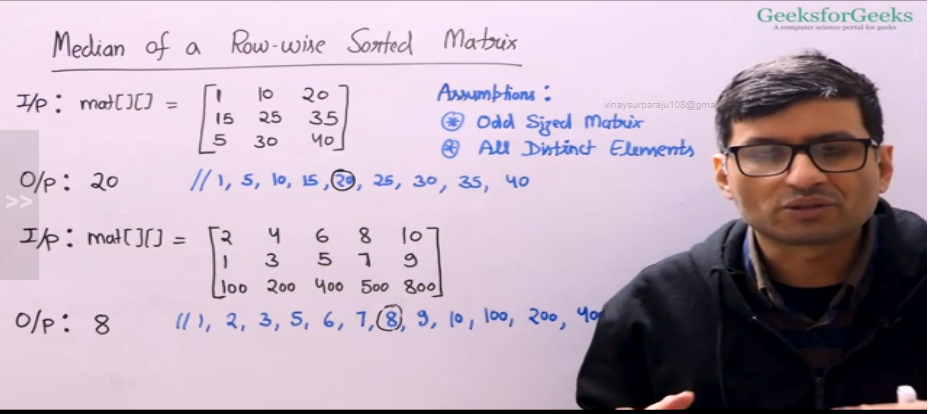 GeeksforGeeks
A computer science portal for geeks
Median of a Row-wise Sorted Matrix
I/p: mat[][] = [1 10 20
15 25 35
5 30 40]
Assumptions:
* Odd Sized Matrix
* All Distinct Elements
vinaysurparaju108@gma
O/p: 20 // 1, 5, 10, 15, 20, 25, 30, 35, 40
>>
I/p: mat[][] = [2 4 6 8 10
1 3 5 7 9
100 200 400 500 800]
O/p: 8 // 1, 2, 3, 5, 6, 7, 8, 9, 10, 100, 200, 400